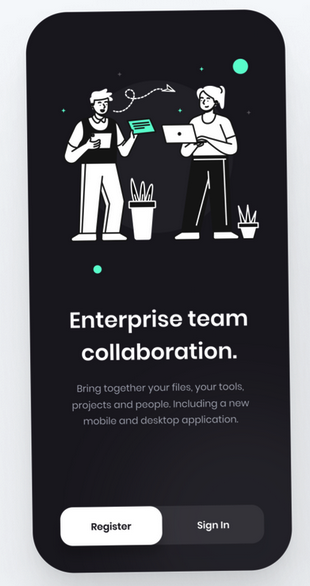 Enterprise team
collaboration.
Bring together your files, your tools,
projects and people. Including a new
mobile and desktop application.
Register
Sign In